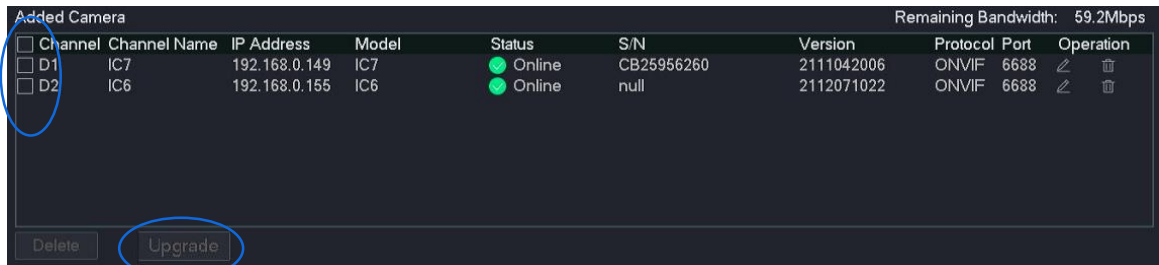 Added Camera Remaining Bandwidth: 59.2Mbps
Channel Channel Name IP Address Model Status S/N Version Protocol Port Operation
D1 IC7 192.168.0.149 IC7 Online CB25956260 2111042006 ONVIF 6688
D2 IC6 192.168.0.155 IC6 Online null 2112071022 ONVIF 6688
Delete Upgrade